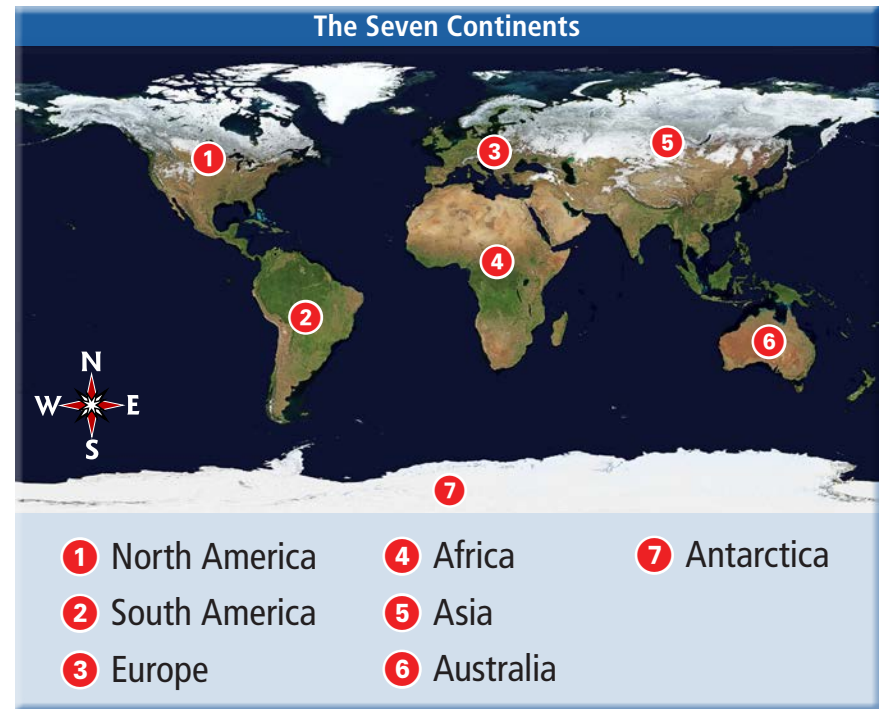 The Seven Continents
1
3
5
4
2
6
N
W E
S
7
1 North America
2 South America
3 Europe
4 Africa
5 Asia
6 Australia
7 Antarctica